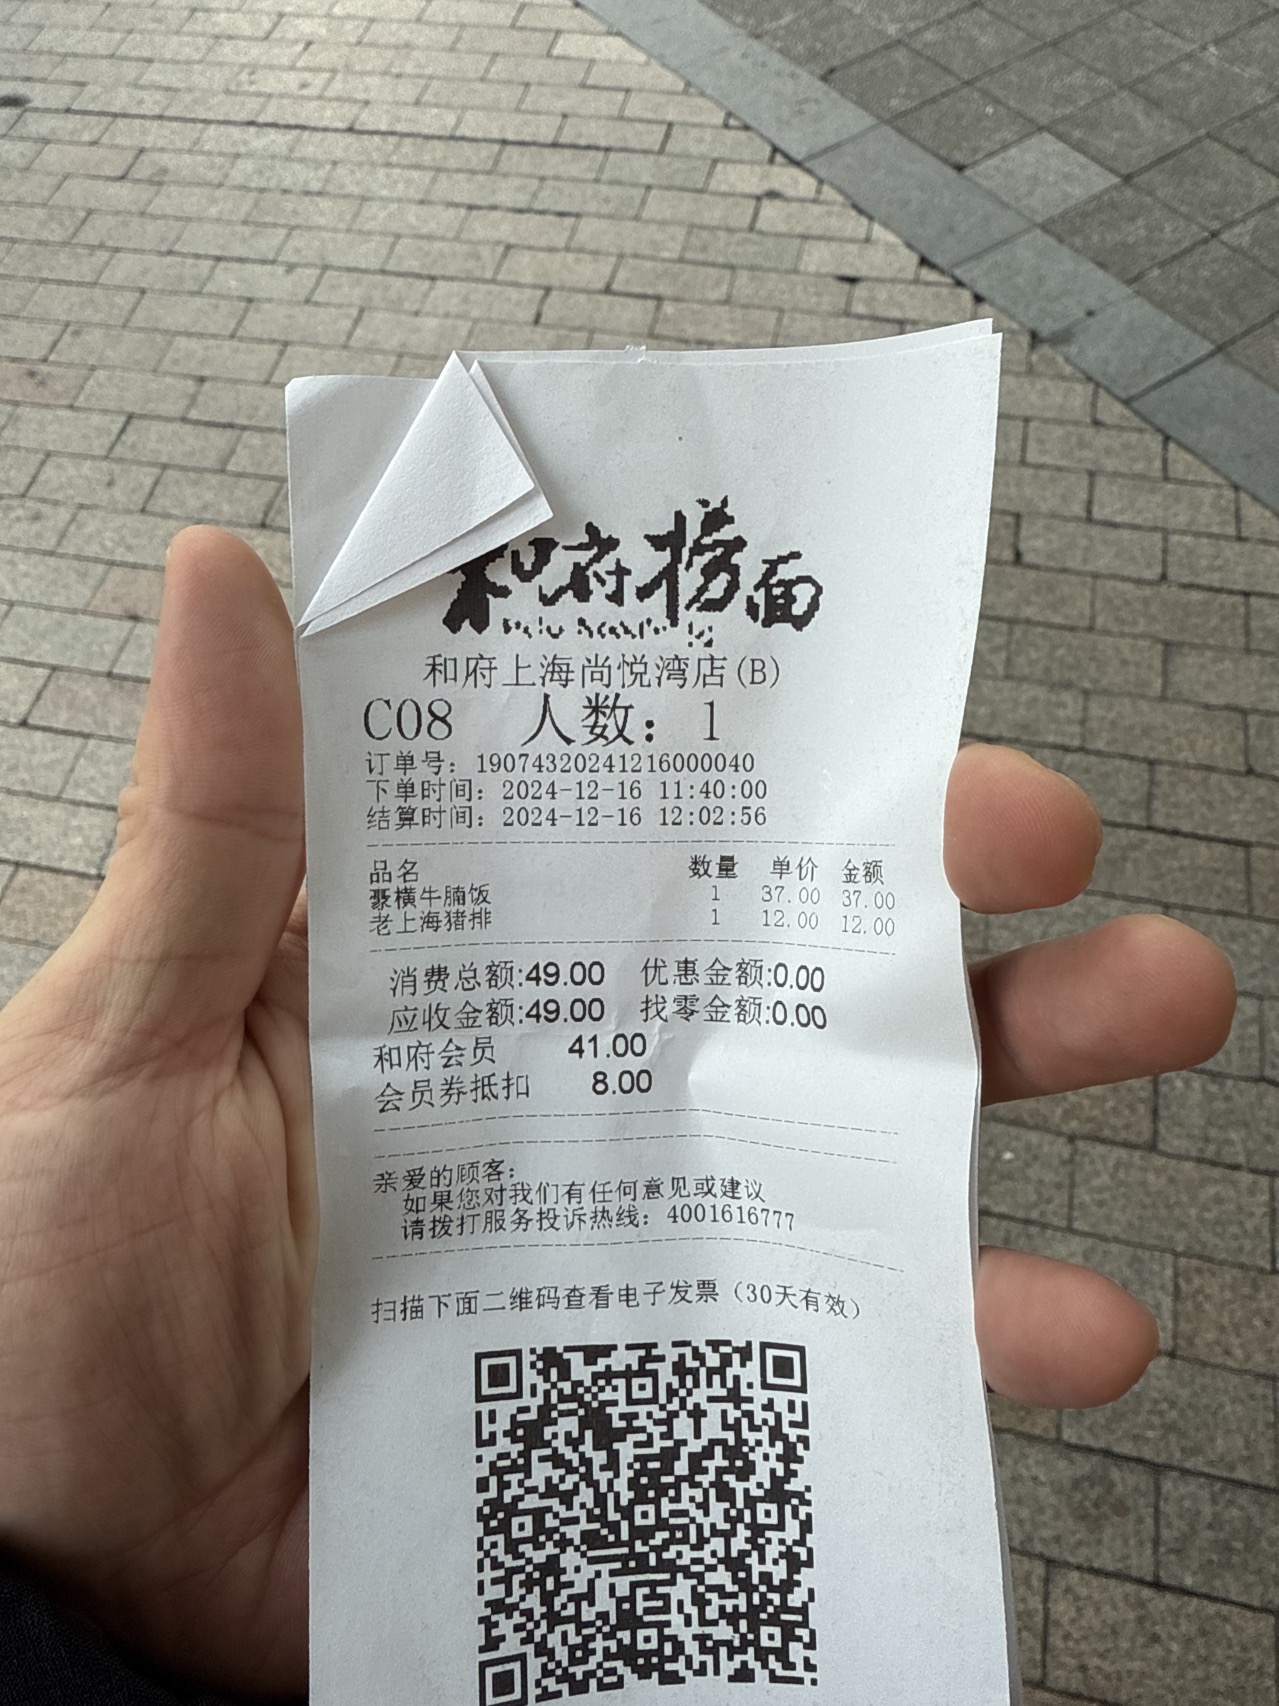 和府捞面
和府上海尚悦湾店(B)
C08 人数：1
订单号：19074320241216000040
下单时间：2024-12-16 11:40:00
结算时间：2024-12-16 12:02:56
品名 数量 单价 金额
豪横牛腩饭 1 37.00 37.00
老上海猪排 1 12.00 12.00
消费总额:49.00 优惠金额:0.00
应收金额:49.00 找零金额:0.00
和府会员 41.00
会员券抵扣 8.00
亲爱的顾客：
如果您对我们有任何意见或建议
请拨打服务投诉热线：4001616777
扫描下面二维码查看电子发票（30天有效）